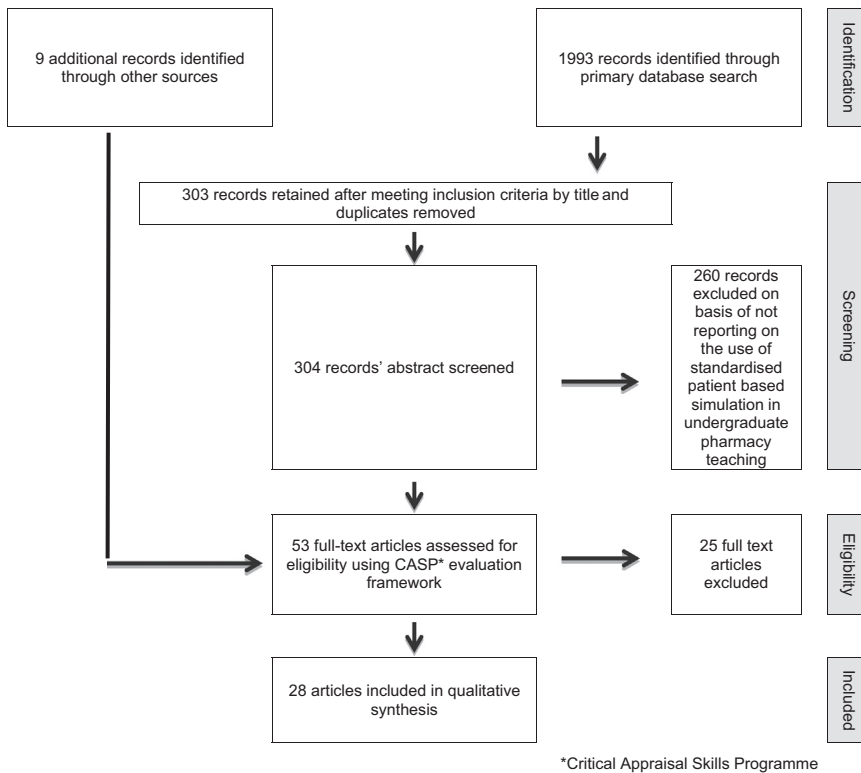 9 additional records identified
through other sources
1993 records identified through
primary database search
Identification
303 records retained after meeting inclusion criteria by title and
duplicates removed
304 records' abstract screened
260 records
excluded on
basis of not
reporting on
the use of
standardised
patient based
simulation in
undergraduate
pharmacy
teaching
Screening
53 full-text articles assessed for
eligibility using CASP* evaluation
framework
25 full text
articles
excluded
Eligibility
28 articles included in qualitative
synthesis
Included
*Critical Appraisal Skills Programme